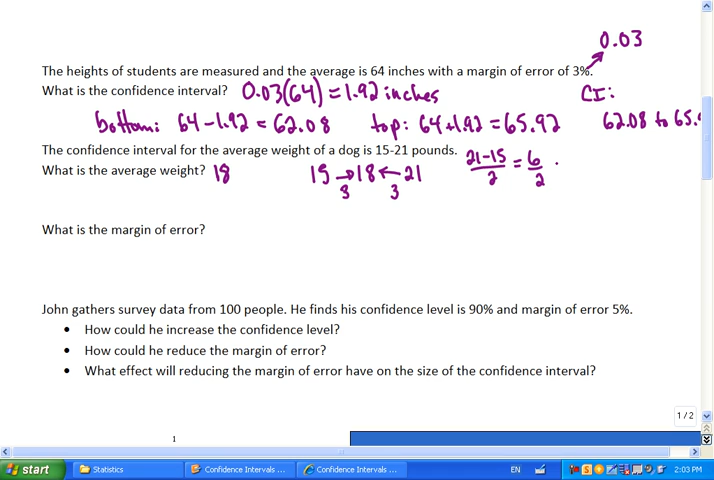 0.03
The heights of students are measured and the average is 64 inches with a margin of error of 3%.
What is the confidence interval? 0.03(64) = 1.92 inches CI:
bottom: 64 - 1.92 = 62.08 top: 64 + 1.92 = 65.92 62.08 to 65.
The confidence interval for the average weight of a dog is 15-21 pounds.
What is the average weight? 18 15 → 18 ← 21 21-15/2 = 6/2
3 3
What is the margin of error?
John gathers survey data from 100 people. He finds his confidence level is 90% and margin of error 5%.
• How could he increase the confidence level?
• How could he reduce the margin of error?
• What effect will reducing the margin of error have on the size of the confidence interval?
1 / 2
1
start Statistics Confidence Intervals ... Confidence Intervals ... EN 2:03 PM